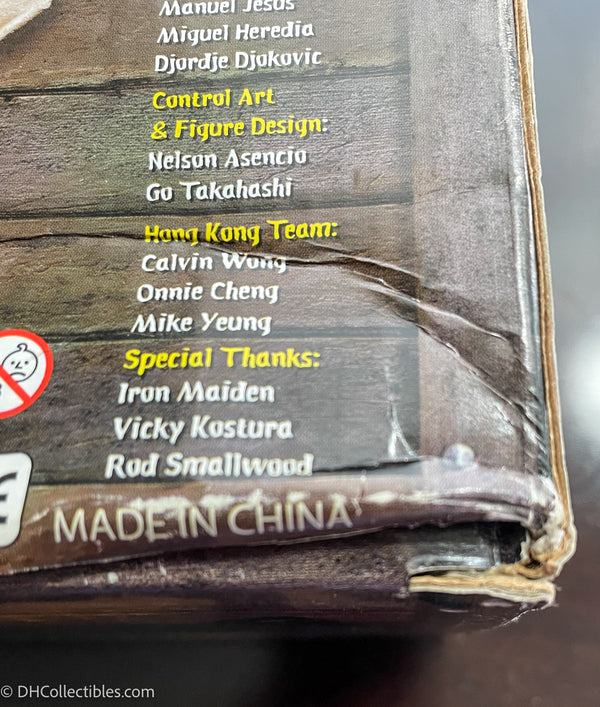 Manuel Jesus
Miguel Heredia
Djordje Djokovic
Control Art
& Figure Design:
Nelson Asencio
Go Takahashi
Hong Kong Team:
Calvin Wong
Onnie Cheng
Mike Yeung
Special Thanks:
Iron Maiden
Vicky Kostura
Rod Smallwood
MADE IN CHINA
© DHCollectibles.com